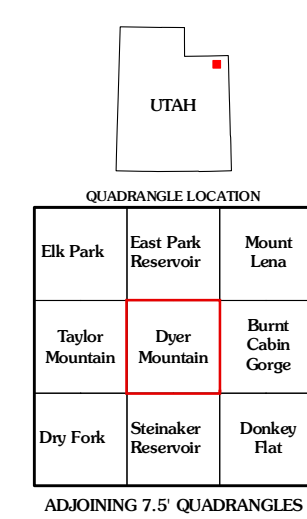 UTAH
QUADRANGLE LOCATION
Elk Park
East Park
Reservoir
Mount
Lena
Taylor
Mountain
Dyer
Mountain
Burnt
Cabin
Gorge
Dry Fork
Steinaker
Reservoir
Donkey
Flat
ADJOINING 7.5' QUADRANGLES